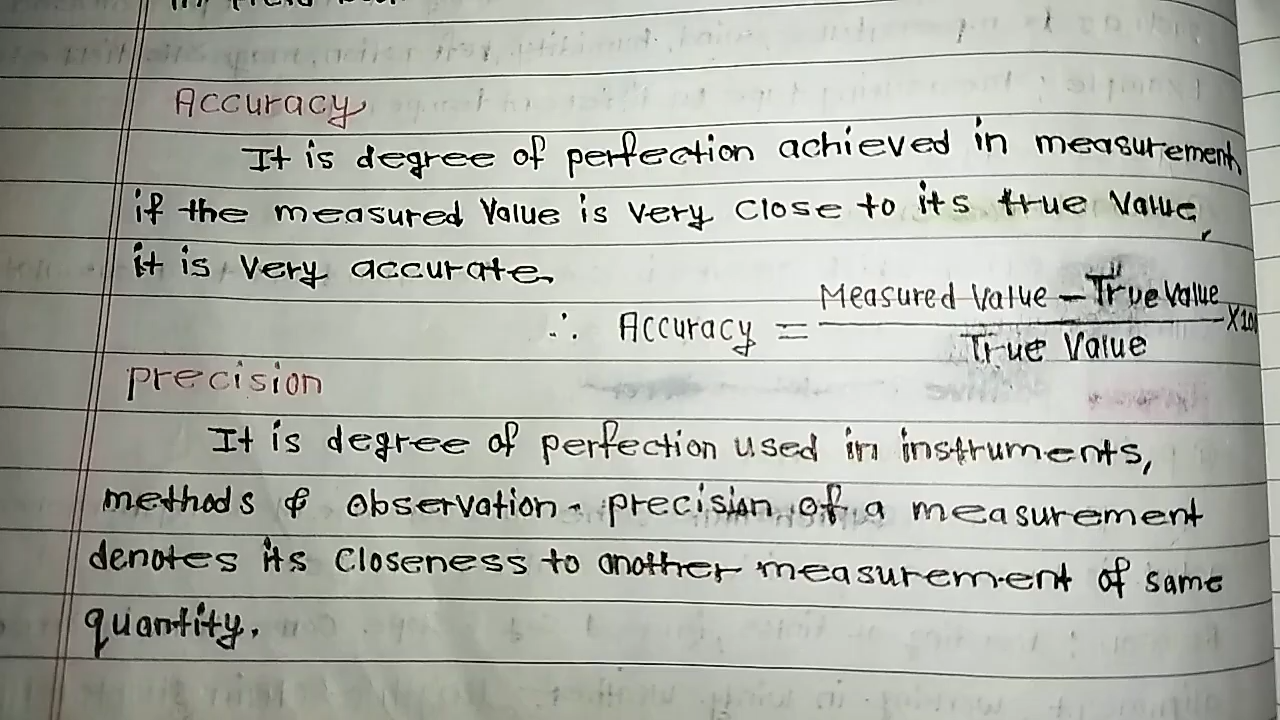 Accuracy
It is degree of perfection achieved in measurement
if the measured value is very close to its true value,
it is very accurate.
∴ Accuracy = Measured Value - True Value / True Value × 100
precision
It is degree of perfection used in instruments,
methods & observation. precision of a measurement
denotes its closeness to another measurement of same
quantity.